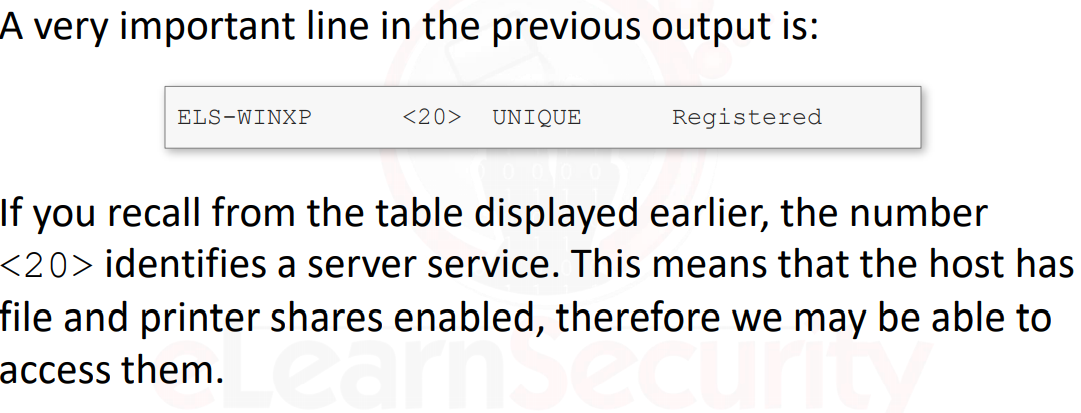 A very important line in the previous output is:
ELS-WINXP <20> UNIQUE Registered
If you recall from the table displayed earlier, the number
<20> identifies a server service. This means that the host has
file and printer shares enabled, therefore we may be able to
access them.
eLearnSecurity